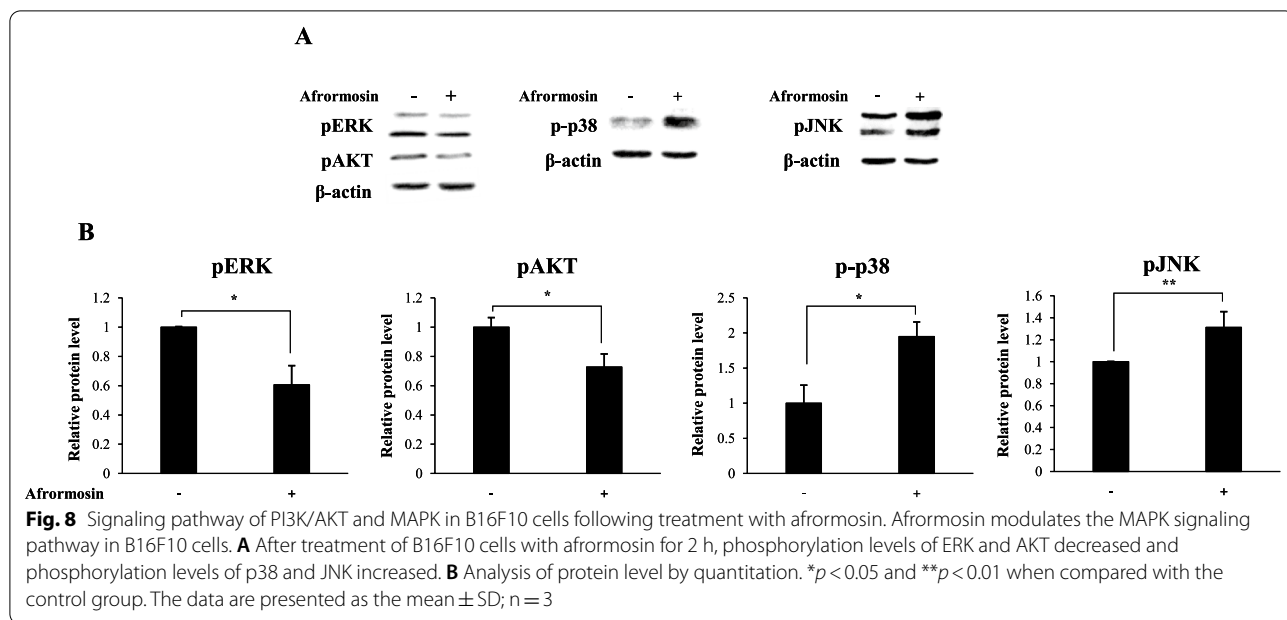 A
Afrormosin - +
pERK
pAKT
β-actin
Afrormosin - +
p-p38
β-actin
Afrormosin - +
pJNK
β-actin
B
pERK
Relative protein level
1.2
1
0.8
0.6
0.4
0.2
0
*
Afrormosin - +
pAKT
Relative protein level
1.2
1
0.8
0.6
0.4
0.2
0
*
- +
p-p38
Relative protein level
2.5
2
1.5
1
0.5
0
*
- +
pJNK
Relative protein level
1.6
1.4
1.2
1
0.8
0.6
0.4
0.2
0
**
- +
Fig. 8 Signaling pathway of PI3K/AKT and MAPK in B16F10 cells following treatment with afrormosin. Afrormosin modulates the MAPK signaling
pathway in B16F10 cells. A After treatment of B16F10 cells with afrormosin for 2 h, phosphorylation levels of ERK and AKT decreased and
phosphorylation levels of p38 and JNK increased. B Analysis of protein level by quantitation. *p < 0.05 and **p < 0.01 when compared with the
control group. The data are presented as the mean ± SD; n = 3